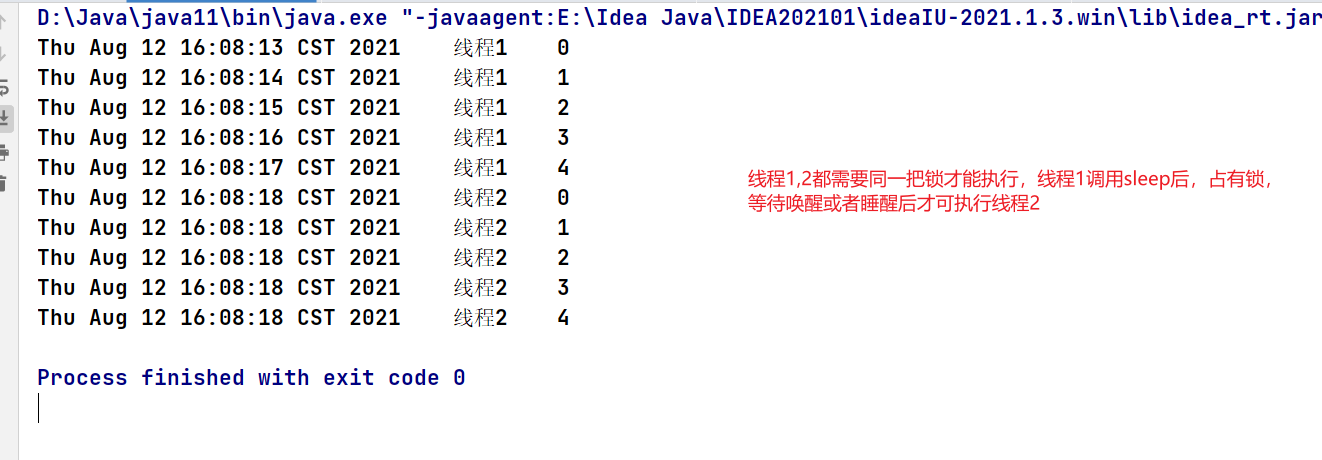 D:\Java\java11\bin\java.exe "-javaagent:E:\Idea Java\IDEA202101\ideaIU-2021.1.3.win\lib\idea_rt.jar
Thu Aug 12 16:08:13 CST 2021 线程1 0
Thu Aug 12 16:08:14 CST 2021 线程1 1
Thu Aug 12 16:08:15 CST 2021 线程1 2
Thu Aug 12 16:08:16 CST 2021 线程1 3
Thu Aug 12 16:08:17 CST 2021 线程1 4
Thu Aug 12 16:08:18 CST 2021 线程2 0
Thu Aug 12 16:08:18 CST 2021 线程2 1
Thu Aug 12 16:08:18 CST 2021 线程2 2
Thu Aug 12 16:08:18 CST 2021 线程2 3
Thu Aug 12 16:08:18 CST 2021 线程2 4
线程1,2都需要同一把锁才能执行，线程1调用sleep后，占有锁，
等待唤醒或者睡醒后才可执行线程2
Process finished with exit code 0